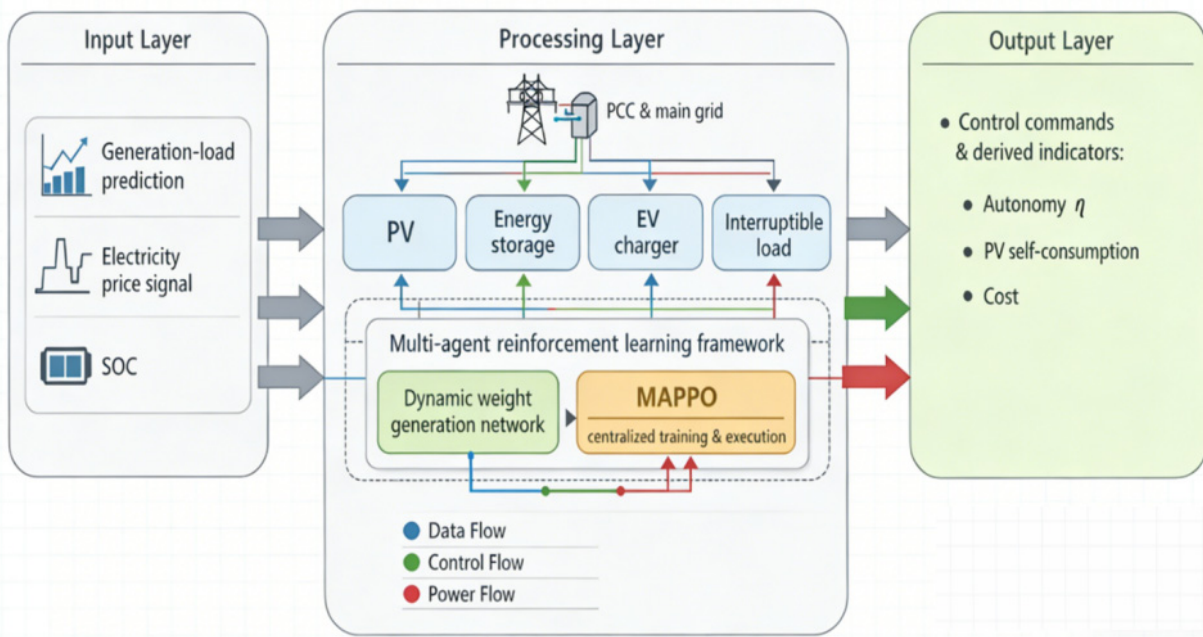 Input Layer
Generation-load
prediction
Electricity
price signal
SOC
Processing Layer
PCC & main grid
PV
Energy
storage
EV
charger
Interruptible
load
Multi-agent reinforcement learning framework
Dynamic weight
generation network
MAPPO
centralized training & execution
Data Flow
Control Flow
Power Flow
Output Layer
• Control commands
& derived indicators:
• Autonomy η
• PV self-consumption
• Cost